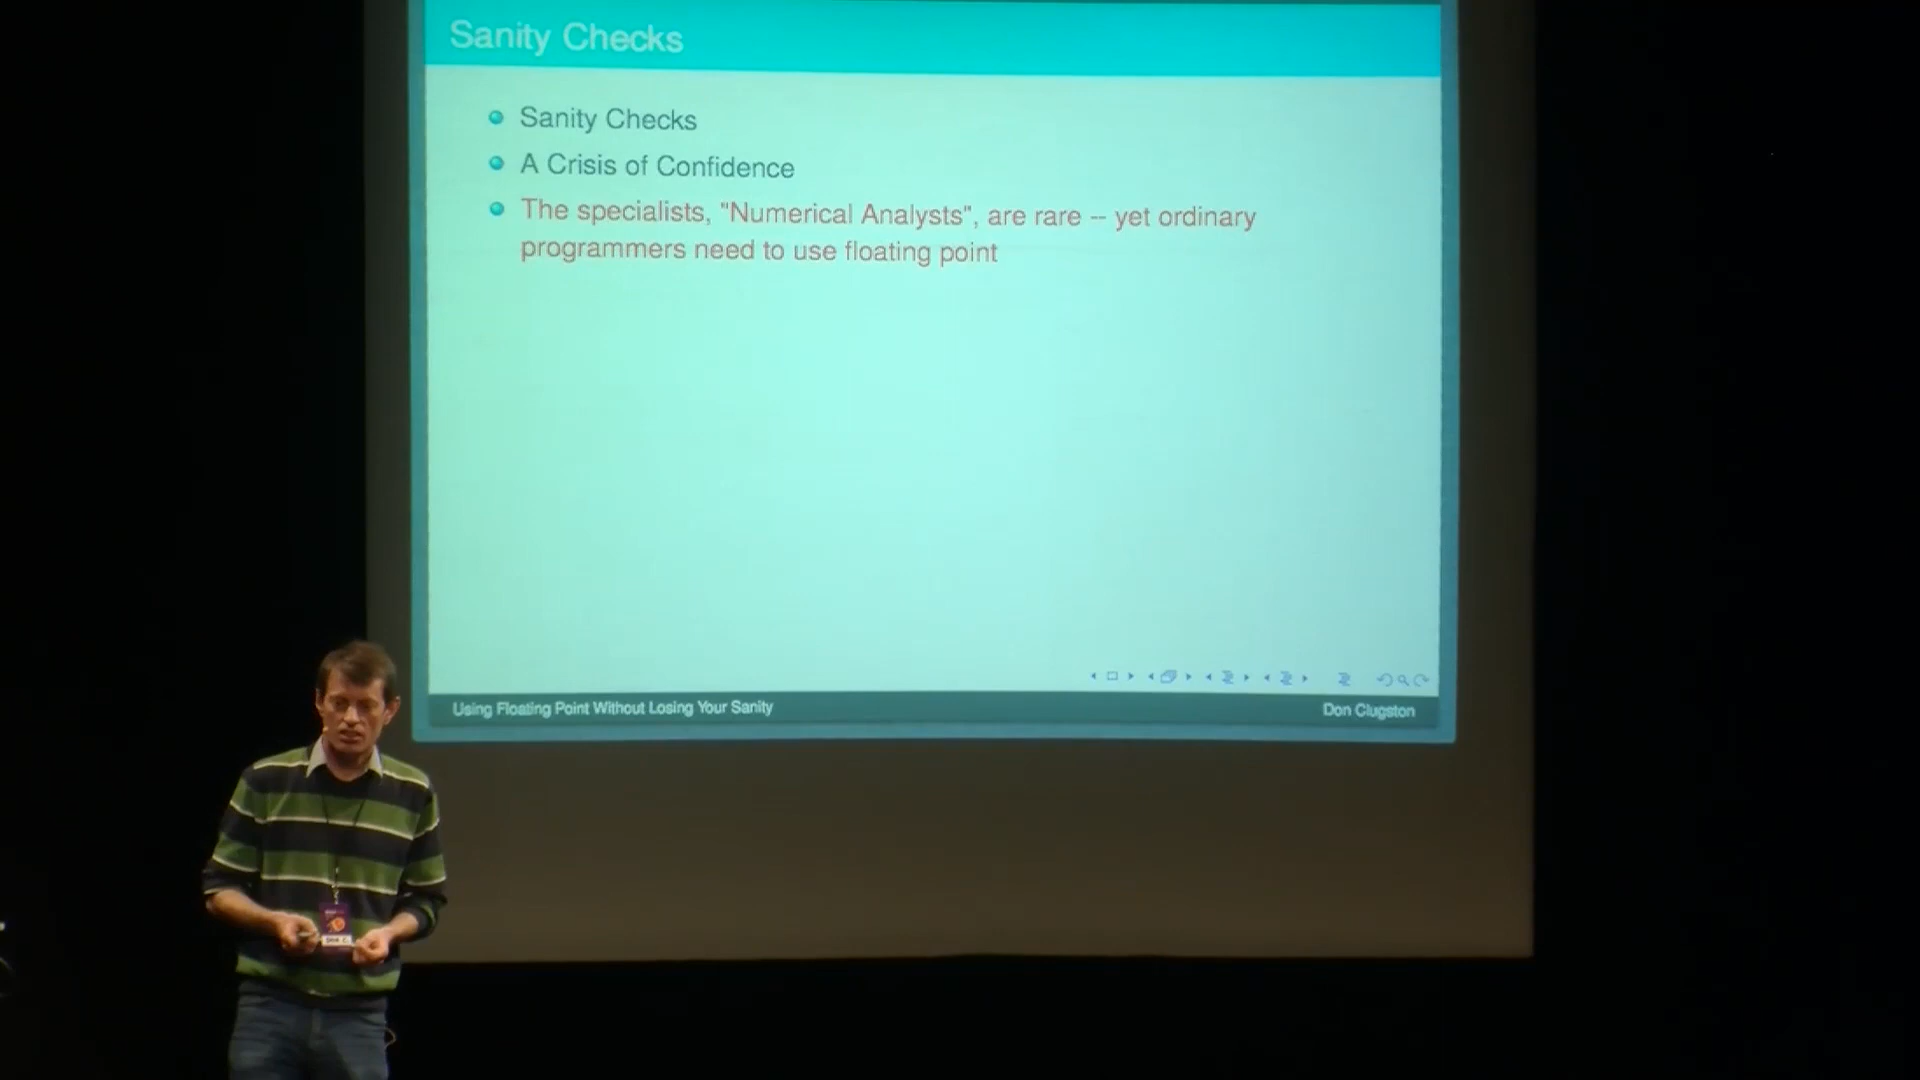 Sanity Checks
Sanity Checks
A Crisis of Confidence
The specialists, "Numerical Analysts", are rare -- yet ordinary
programmers need to use floating point
Using Floating Point Without Losing Your Sanity
Don Clugston